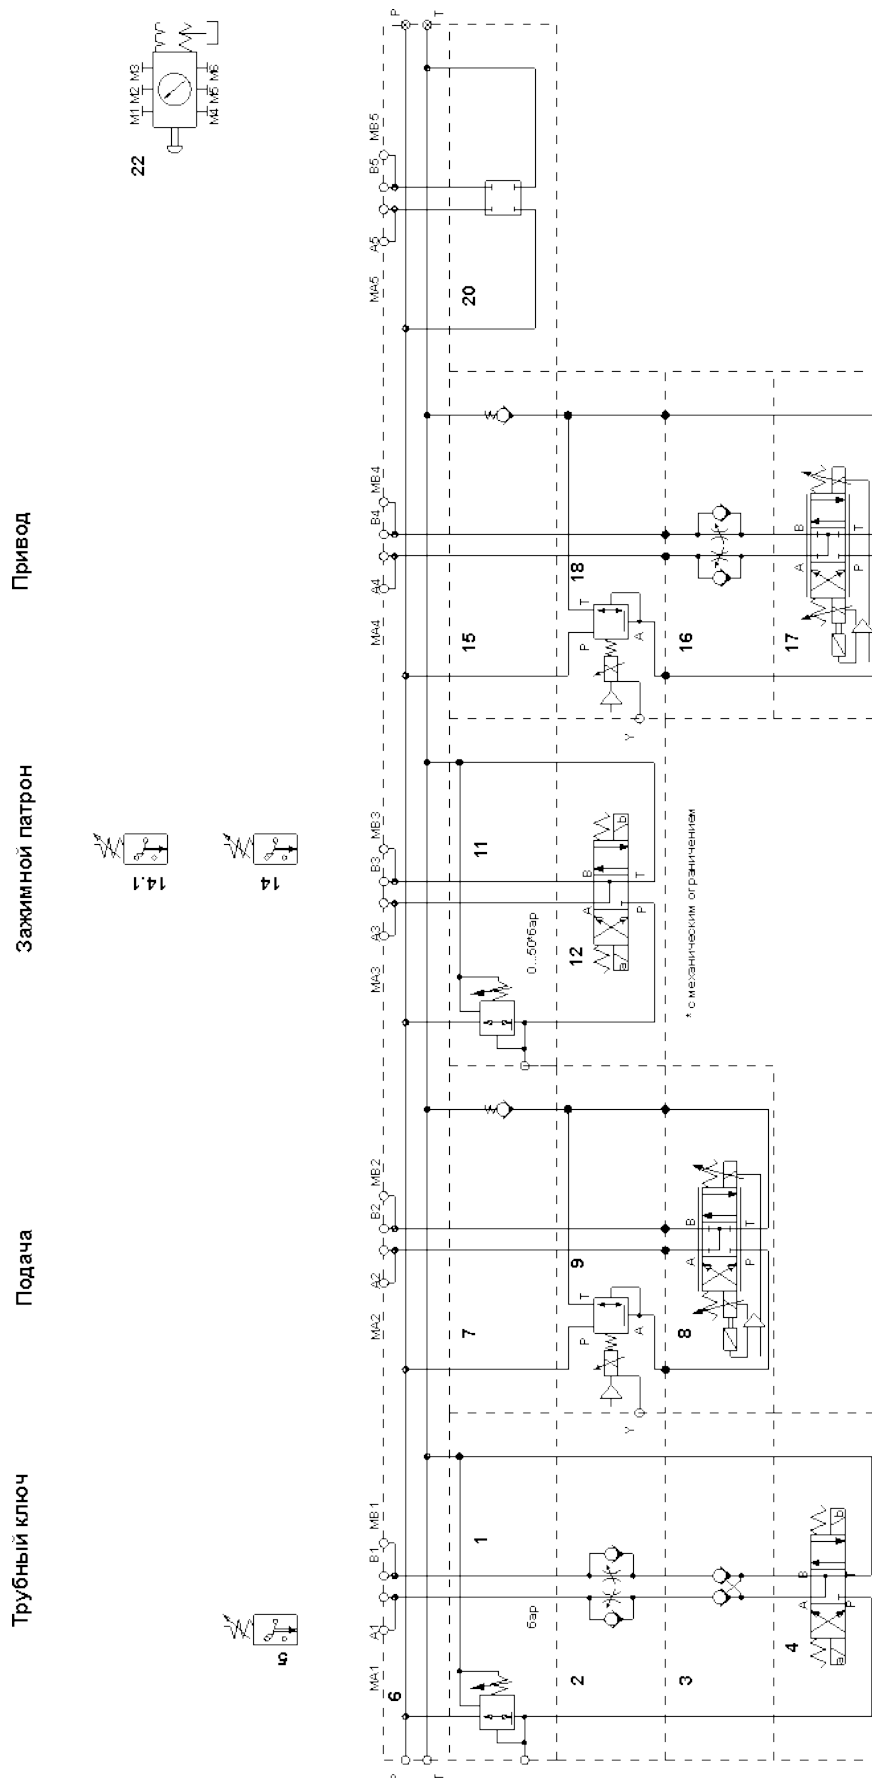 Трубный ключ
Подача
Зажимной патрон
Привод
5
14
14.1
22
M1
M2
M3
M4
M5
M6
MA1
A1
B1
MB1
MA2
A2
B2
MB2
MA3
A3
B3
MB3
MA4
A4
B4
MB4
MA5
A5
B5
MB5
P
T
P
T
6
1
бар
2
3
4
A
B
P
T
a
b
7
9
P
T
A
Y
8
A
B
P
T
11
0...50*бар
12
A
B
P
T
a
b
* с механическим ограничением
15
18
P
T
A
Y
16
17
A
B
P
T
20